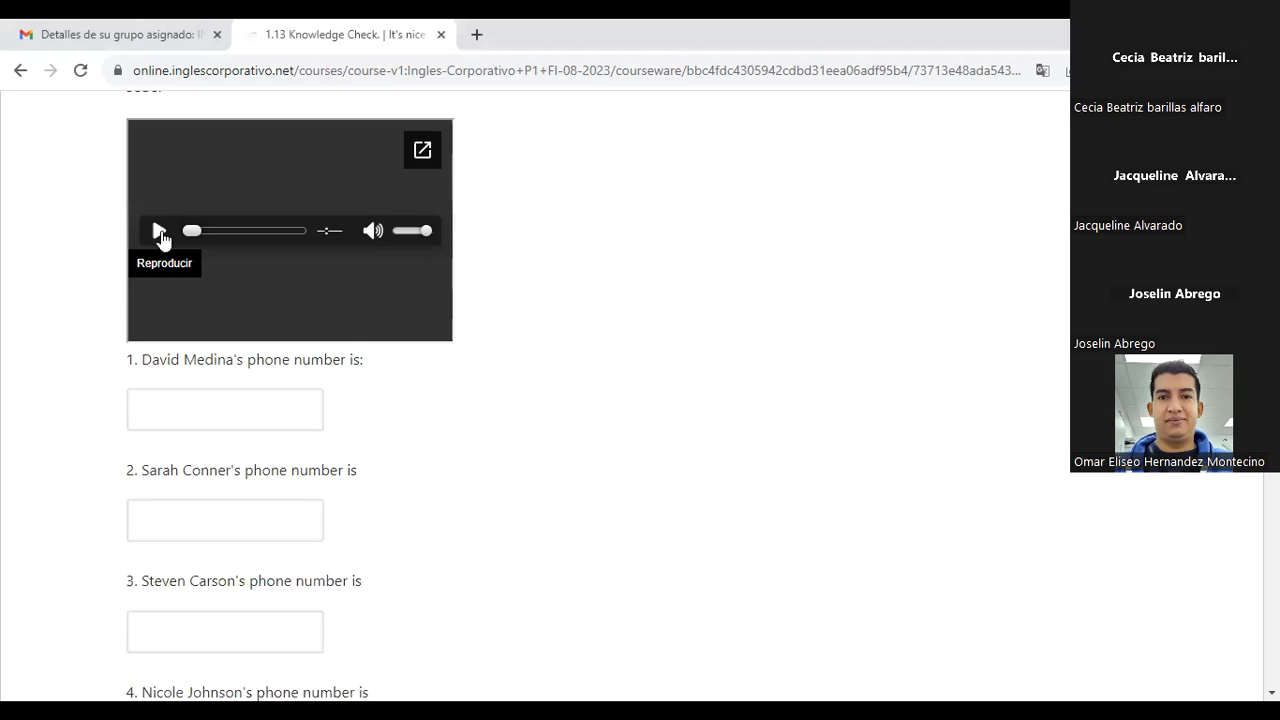 Detalles de su grupo asignado: I
1.13 Knowledge Check. | It's nice
online.inglescorporativo.net/courses/course-v1:Ingles-Corporativo+P1+FI-08-2023/courseware/bbc4fdc4305942cdbd31eea06adf95b4/73713e48ada543...
Reproducir
1. David Medina's phone number is:
2. Sarah Conner's phone number is
3. Steven Carson's phone number is
4. Nicole Johnson's phone number is
Cecia Beatriz baril...
Cecia Beatriz barillas alfaro
Jacqueline Alvara...
Jacqueline Alvarado
Joselin Abrego
Joselin Abrego
Omar Eliseo Hernandez Montecino